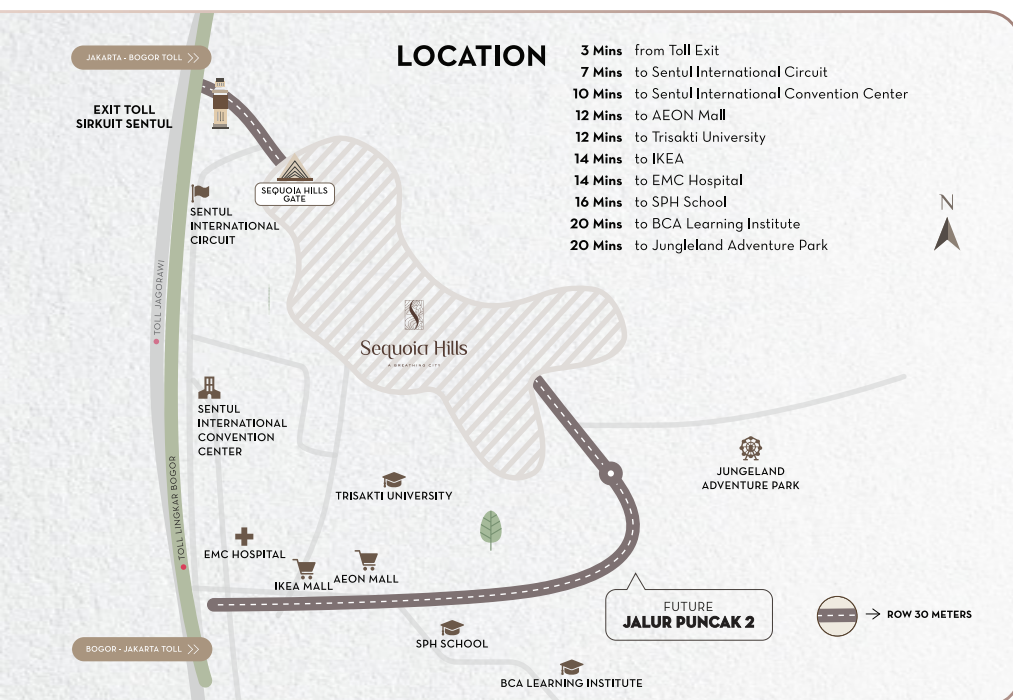 JAKARTA - BOGOR TOLL
EXIT TOLL
SIRKUIT SENTUL
LOCATION
3 Mins from Toll Exit
7 Mins to Sentul International Circuit
10 Mins to Sentul International Convention Center
12 Mins to AEON Mall
12 Mins to Trisakti University
14 Mins to IKEA
14 Mins to EMC Hospital
16 Mins to SPH School
20 Mins to BCA Learning Institute
20 Mins to Jungleland Adventure Park
N
SEQUOIA HILLS
GATE
SENTUL
INTERNATIONAL
CIRCUIT
TOLL JAGORAWI
Sequoia Hills
A BREATHING CITY
SENTUL
INTERNATIONAL
CONVENTION
CENTER
TOLL LINGKAR BOGOR
TRISAKTI UNIVERSITY
JUNGELAND
ADVENTURE PARK
EMC HOSPITAL
IKEA MALL
AEON MALL
FUTURE
JALUR PUNCAK 2
ROW 30 METERS
SPH SCHOOL
BOGOR - JAKARTA TOLL
BCA LEARNING INSTITUTE